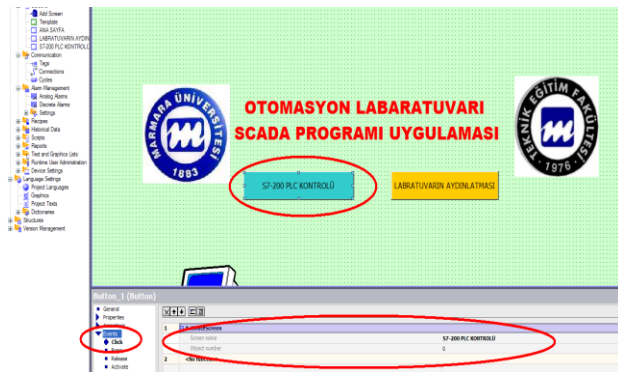 Add Screen
Template
ANA SAYFA
LABRATUVARIN AYDIN
S7-200 PLC KONTROLÜ
Communication
Tags
Connections
Cycles
Alarm Management
Analog Alarms
Discrete Alarms
Settings
Recipes
Historical Data
Scripts
Reports
Text and Graphics Lists
Runtime User Administration
Device Settings
Language Settings
Project Languages
Graphics
Project Texts
Dictionaries
Structures
Version Management
MARMARA ÜNİVERSİTESİ
1883
OTOMASYON LABARATUVARI
SCADA PROGRAMI UYGULAMASI
TEKNİK EĞİTİM FAKÜLTESİ
1976
S7-200 PLC KONTROLÜ
LABRATUVARIN AYDINLATMASI
Button_1 (Button)
General
Properties
Events
Click
Release
Activate
1
Screen name
S7-200 PLC KONTROLÜ
Object number
0
2